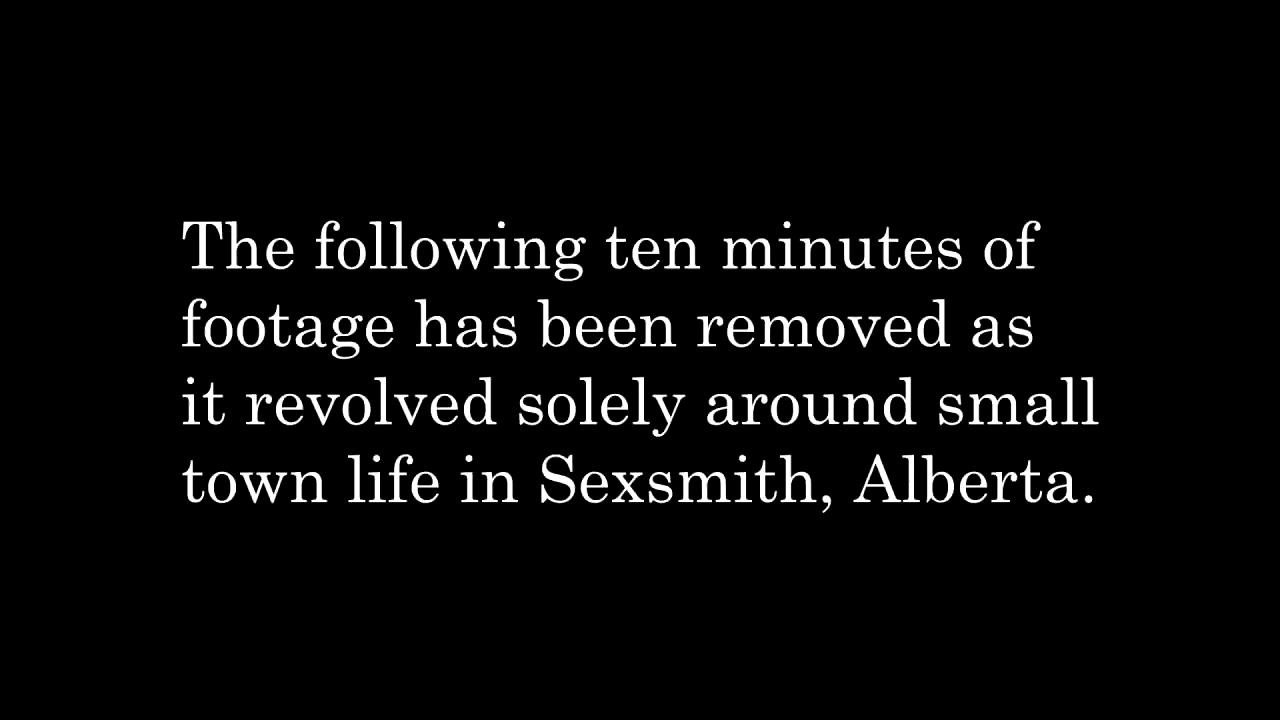 The following ten minutes of
footage has been removed as
it revolved solely around small
town life in Sexsmith, Alberta.